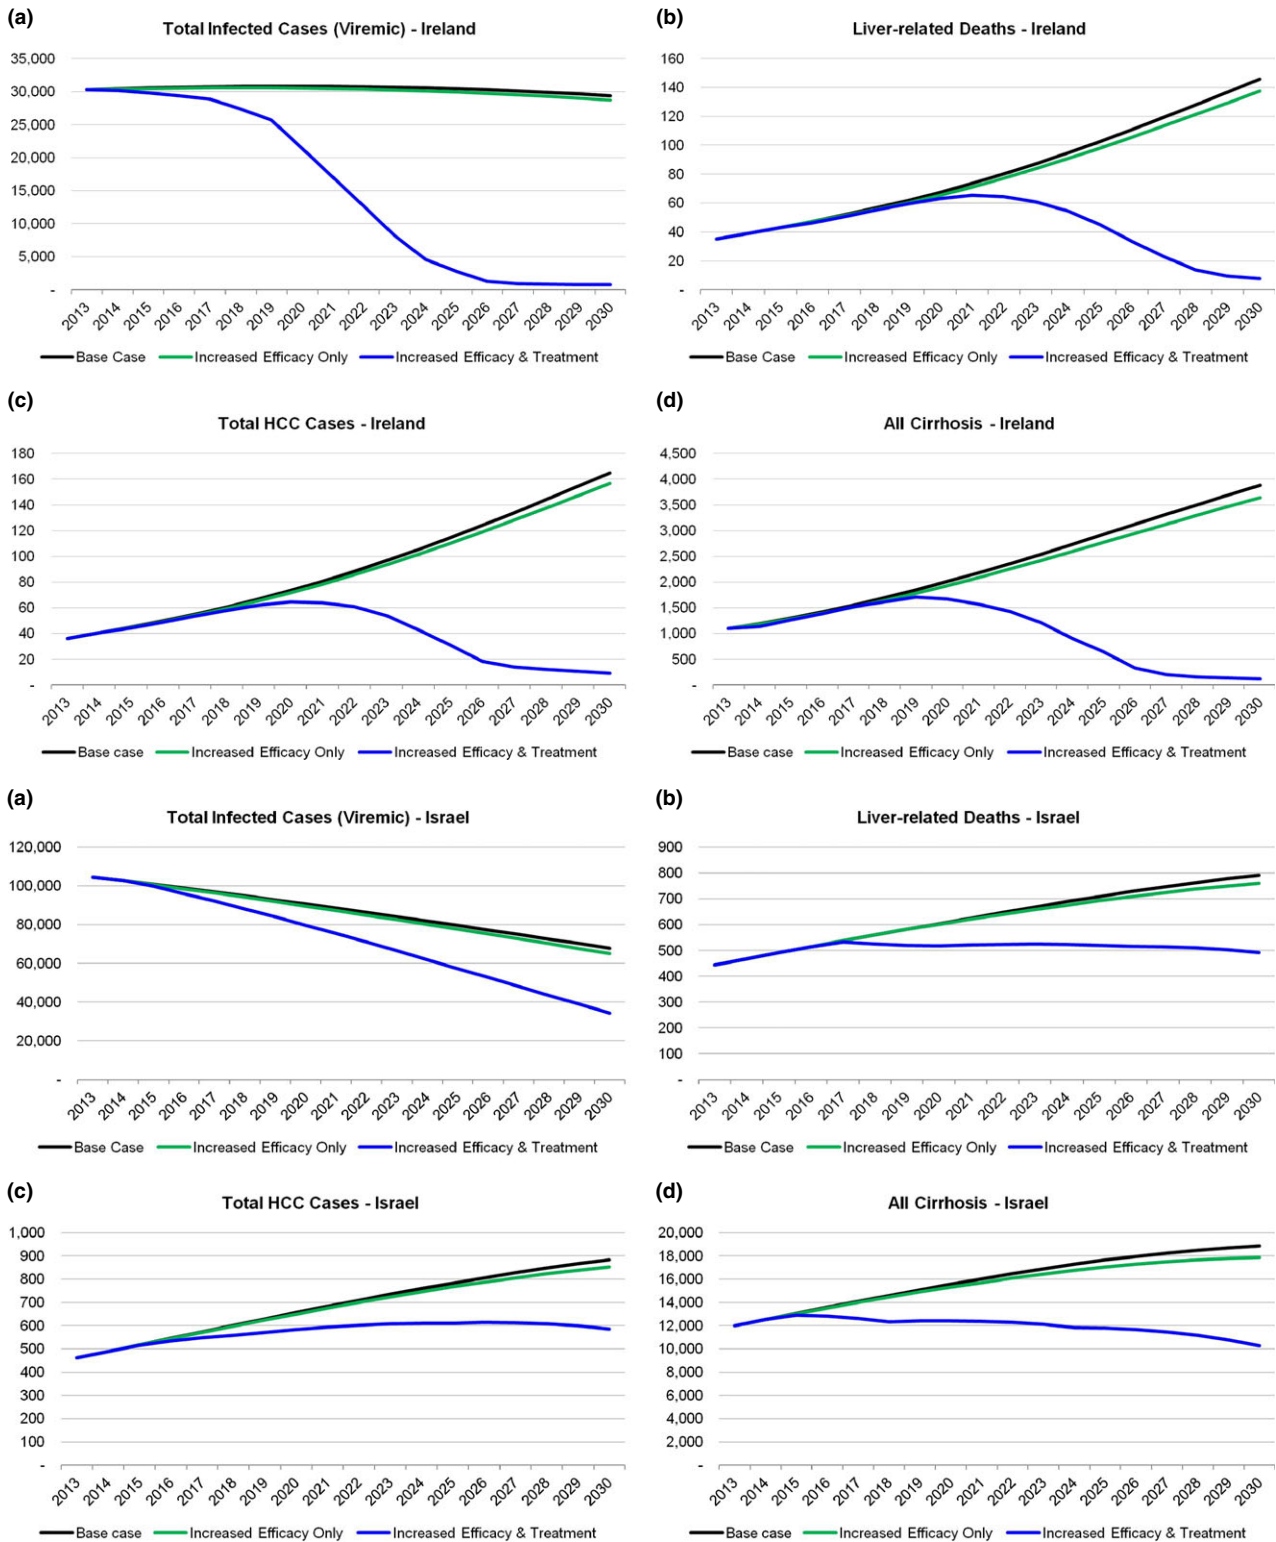 (a)
Total Infected Cases (Viremic) - Ireland
35,000
30,000
25,000
20,000
15,000
10,000
5,000
-
2013 2014 2015 2016 2017 2018 2019 2020 2021 2022 2023 2024 2025 2026 2027 2028 2029 2030
Base Case Increased Efficacy Only Increased Efficacy & Treatment
(b)
Liver-related Deaths - Ireland
160
140
120
100
80
60
40
20
-
2013 2014 2015 2016 2017 2018 2019 2020 2021 2022 2023 2024 2025 2026 2027 2028 2029 2030
Base Case Increased Efficacy Only Increased Efficacy & Treatment
(c)
Total HCC Cases - Ireland
180
160
140
120
100
80
60
40
20
-
2013 2014 2015 2016 2017 2018 2019 2020 2021 2022 2023 2024 2025 2026 2027 2028 2029 2030
Base case Increased Efficacy Only Increased Efficacy & Treatment
(d)
All Cirrhosis - Ireland
4,500
4,000
3,500
3,000
2,500
2,000
1,500
1,000
500
-
2013 2014 2015 2016 2017 2018 2019 2020 2021 2022 2023 2024 2025 2026 2027 2028 2029 2030
Base case Increased Efficacy Only Increased Efficacy & Treatment
(a)
Total Infected Cases (Viremic) - Israel
120,000
100,000
80,000
60,000
40,000
20,000
-
2013 2014 2015 2016 2017 2018 2019 2020 2021 2022 2023 2024 2025 2026 2027 2028 2029 2030
Base Case Increased Efficacy Only Increased Efficacy & Treatment
(b)
Liver-related Deaths - Israel
900
800
700
600
500
400
300
200
100
-
2013 2014 2015 2016 2017 2018 2019 2020 2021 2022 2023 2024 2025 2026 2027 2028 2029 2030
Base Case Increased Efficacy Only Increased Efficacy & Treatment
(c)
Total HCC Cases - Israel
1,000
900
800
700
600
500
400
300
200
100
-
2013 2014 2015 2016 2017 2018 2019 2020 2021 2022 2023 2024 2025 2026 2027 2028 2029 2030
Base case Increased Efficacy Only Increased Efficacy & Treatment
(d)
All Cirrhosis - Israel
20,000
18,000
16,000
14,000
12,000
10,000
8,000
6,000
4,000
2,000
-
2013 2014 2015 2016 2017 2018 2019 2020 2021 2022 2023 2024 2025 2026 2027 2028 2029 2030
Base case Increased Efficacy Only Increased Efficacy & Treatment